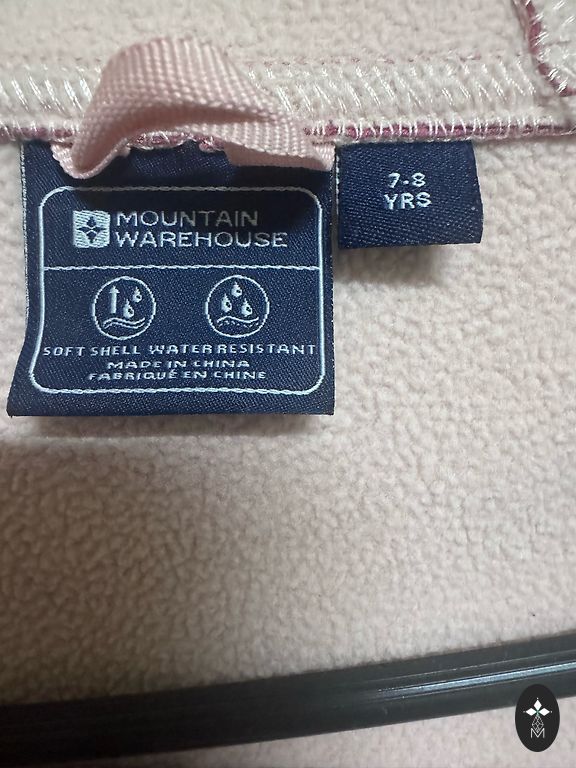 MOUNTAIN
WAREHOUSE
SOFT SHELL WATER RESISTANT
MADE IN CHINA
FABRIQUÉ EN CHINE
7-8
YRS
M